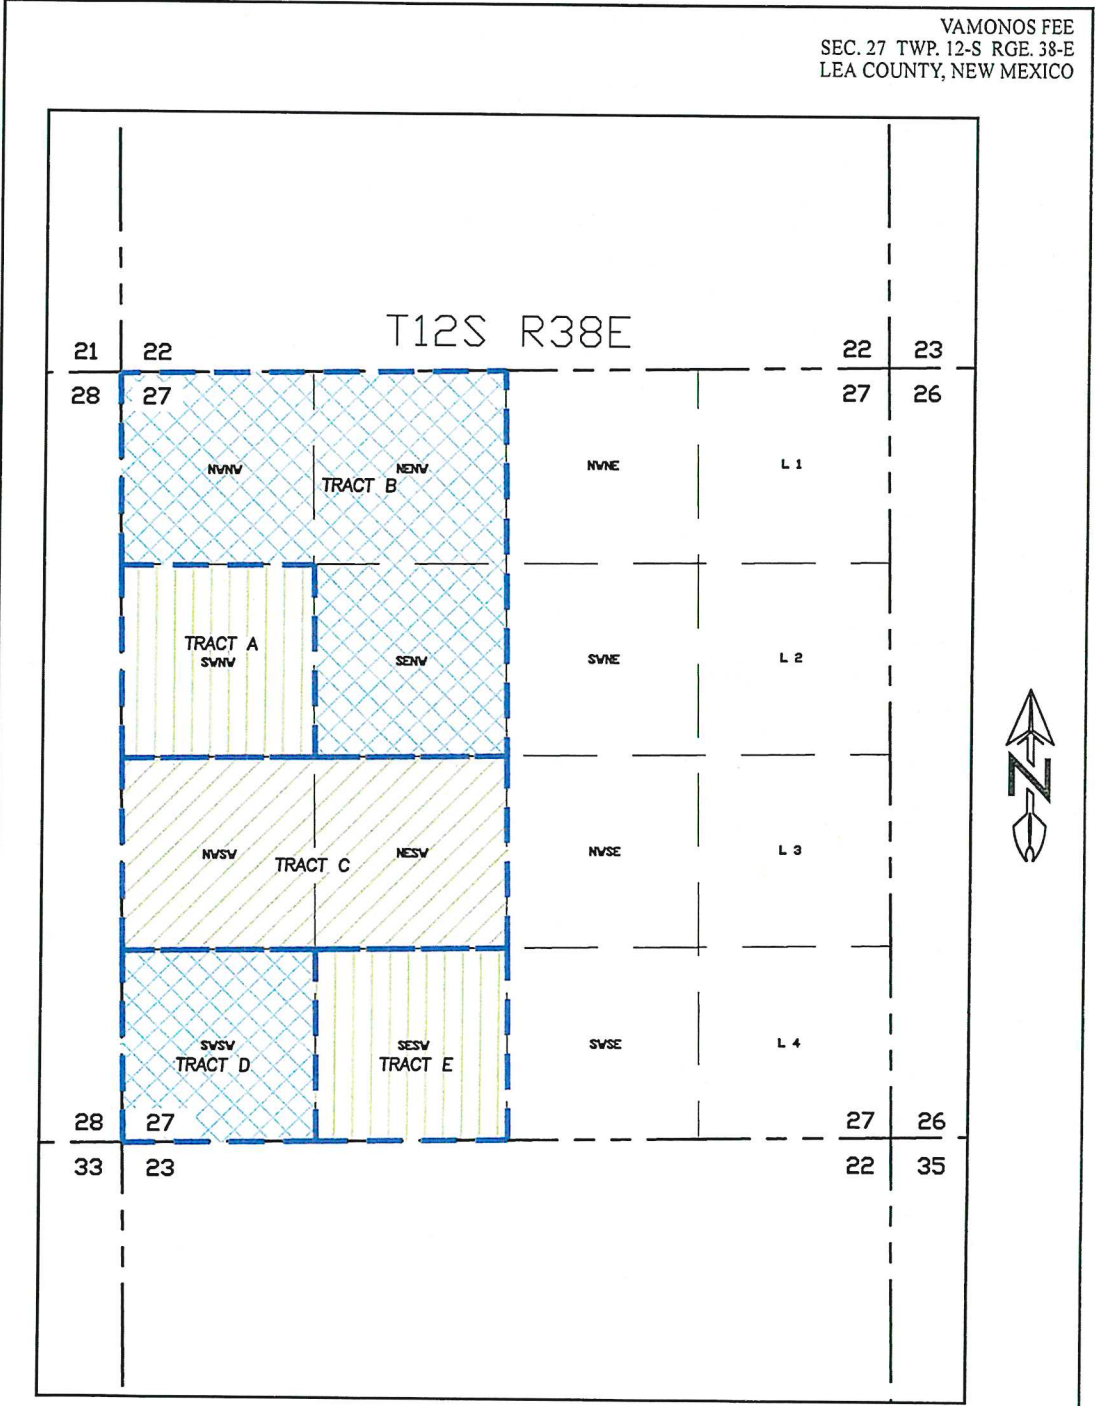 VAMONOS FEE
SEC. 27 TWP. 12-S RGE. 38-E
LEA COUNTY, NEW MEXICO
T12S R38E
21 22 22 23
28 27 27 26
NWNW NENW NWNE L 1
TRACT B
TRACT A
SWNW SENW SWNE L 2
N
NWSW NESW NWSE L 3
TRACT C
SWSW SESW SWSE L 4
TRACT D TRACT E
28 27 27 26
33 23 22 35